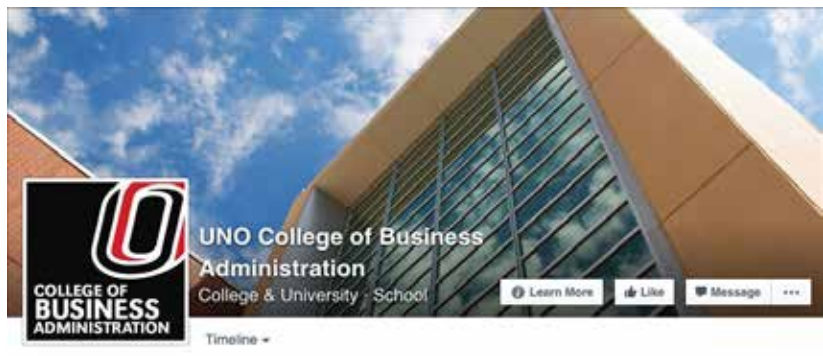 UNO College of Business
Administration
College & University · School
Learn More
Like
Message
COLLEGE OF
BUSINESS
ADMINISTRATION
Timeline